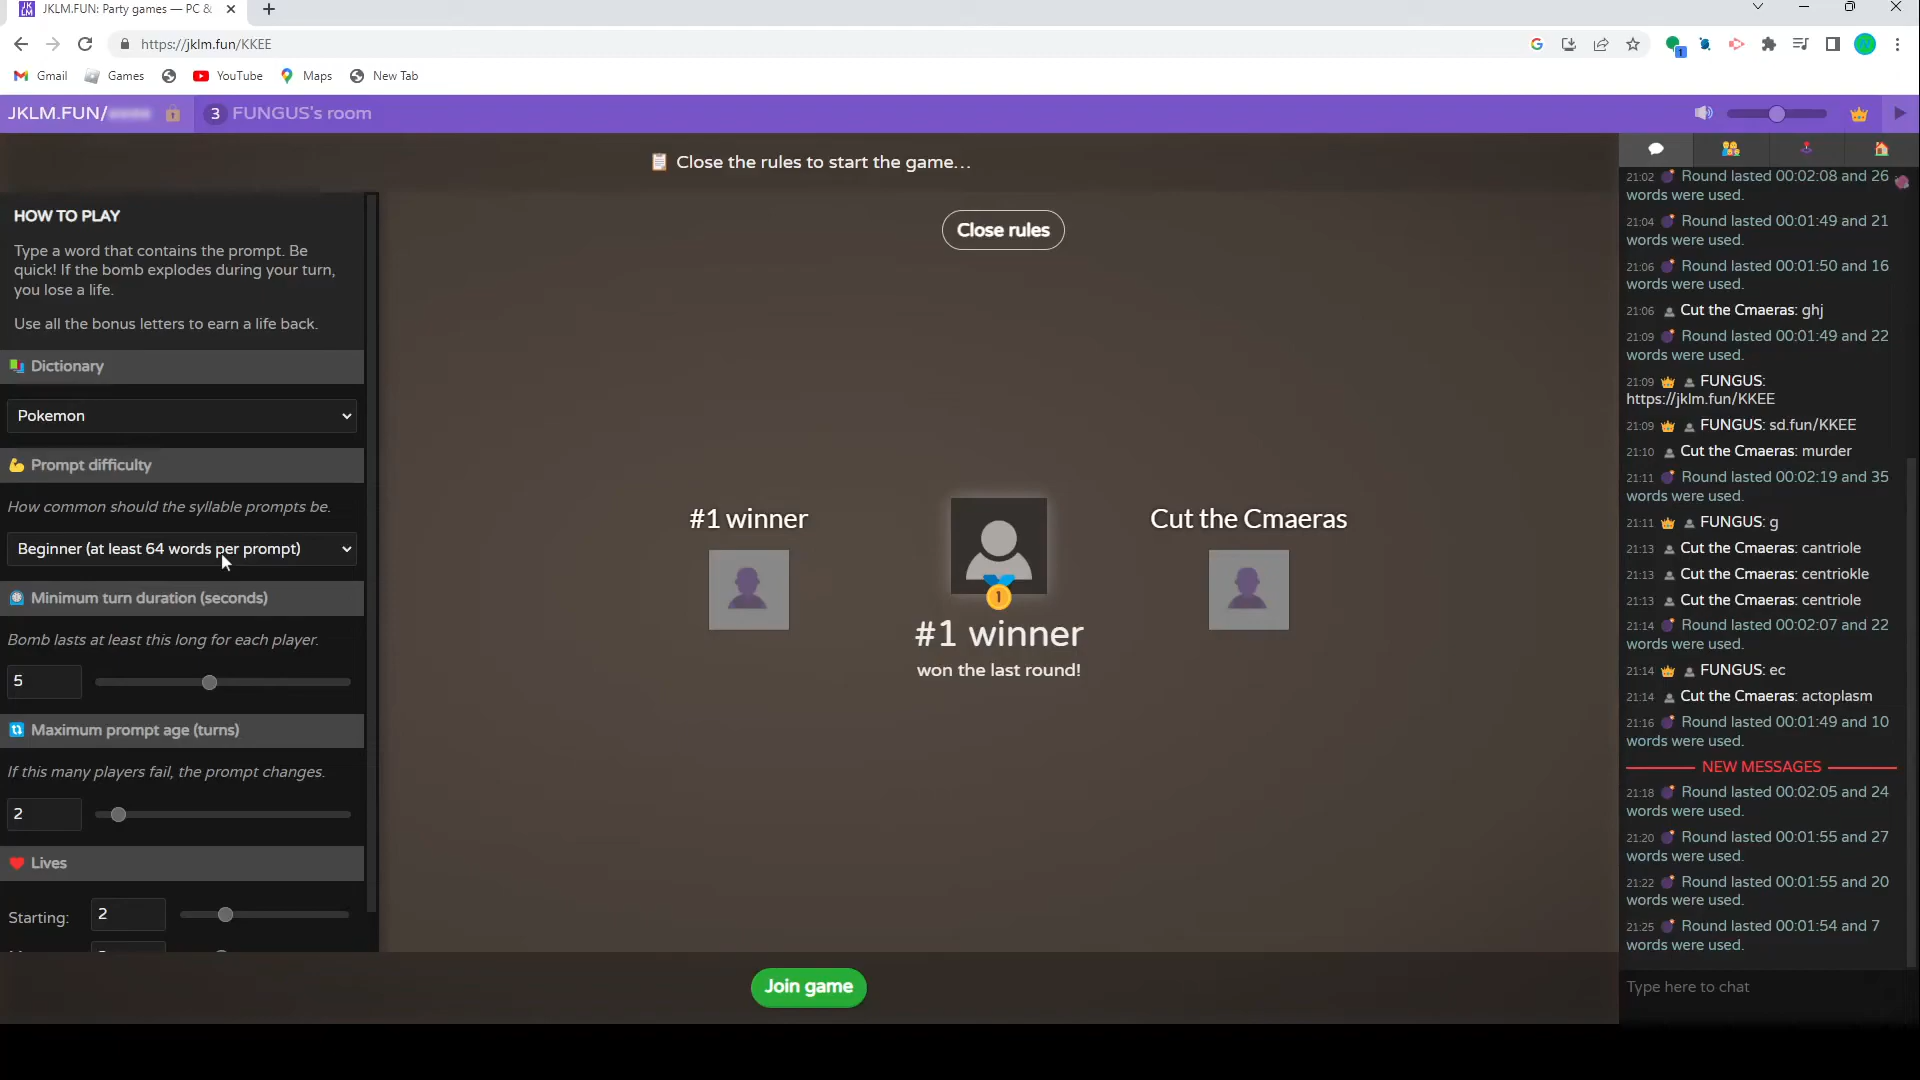 JKLM.FUN: Party games — PC &
https://jklm.fun/KKEE
1
Gmail
Games
YouTube
Maps
New Tab
JKLM.FUN/
3 FUNGUS's room
Close the rules to start the game…
HOW TO PLAY
Type a word that contains the prompt. Be
quick! If the bomb explodes during your turn,
you lose a life.
Use all the bonus letters to earn a life back.
Dictionary
Pokemon
Prompt difficulty
How common should the syllable prompts be.
Beginner (at least 64 words per prompt)
Minimum turn duration (seconds)
Bomb lasts at least this long for each player.
5
Maximum prompt age (turns)
If this many players fail, the prompt changes.
2
Lives
Starting:
2
Close rules
#1 winner
Cut the Cmaeras
1
#1 winner
won the last round!
Join game
21:02 Round lasted 00:02:08 and 26
words were used.
21:04 Round lasted 00:01:49 and 21
words were used.
21:06 Round lasted 00:01:50 and 16
words were used.
21:06 Cut the Cmaeras: ghj
21:09 Round lasted 00:01:49 and 22
words were used.
21:09 FUNGUS:
https://jklm.fun/KKEE
21:09 FUNGUS: sd.fun/KKEE
21:10 Cut the Cmaeras: murder
21:11 Round lasted 00:02:19 and 35
words were used.
21:11 FUNGUS: g
21:13 Cut the Cmaeras: cantriole
21:13 Cut the Cmaeras: centriokle
21:13 Cut the Cmaeras: centriole
21:14 Round lasted 00:02:07 and 22
words were used.
21:14 FUNGUS: ec
21:14 Cut the Cmaeras: actoplasm
21:16 Round lasted 00:01:49 and 10
words were used.
NEW MESSAGES
21:18 Round lasted 00:02:05 and 24
words were used.
21:20 Round lasted 00:01:55 and 27
words were used.
21:22 Round lasted 00:01:55 and 20
words were used.
21:25 Round lasted 00:01:54 and 7
words were used.
Type here to chat